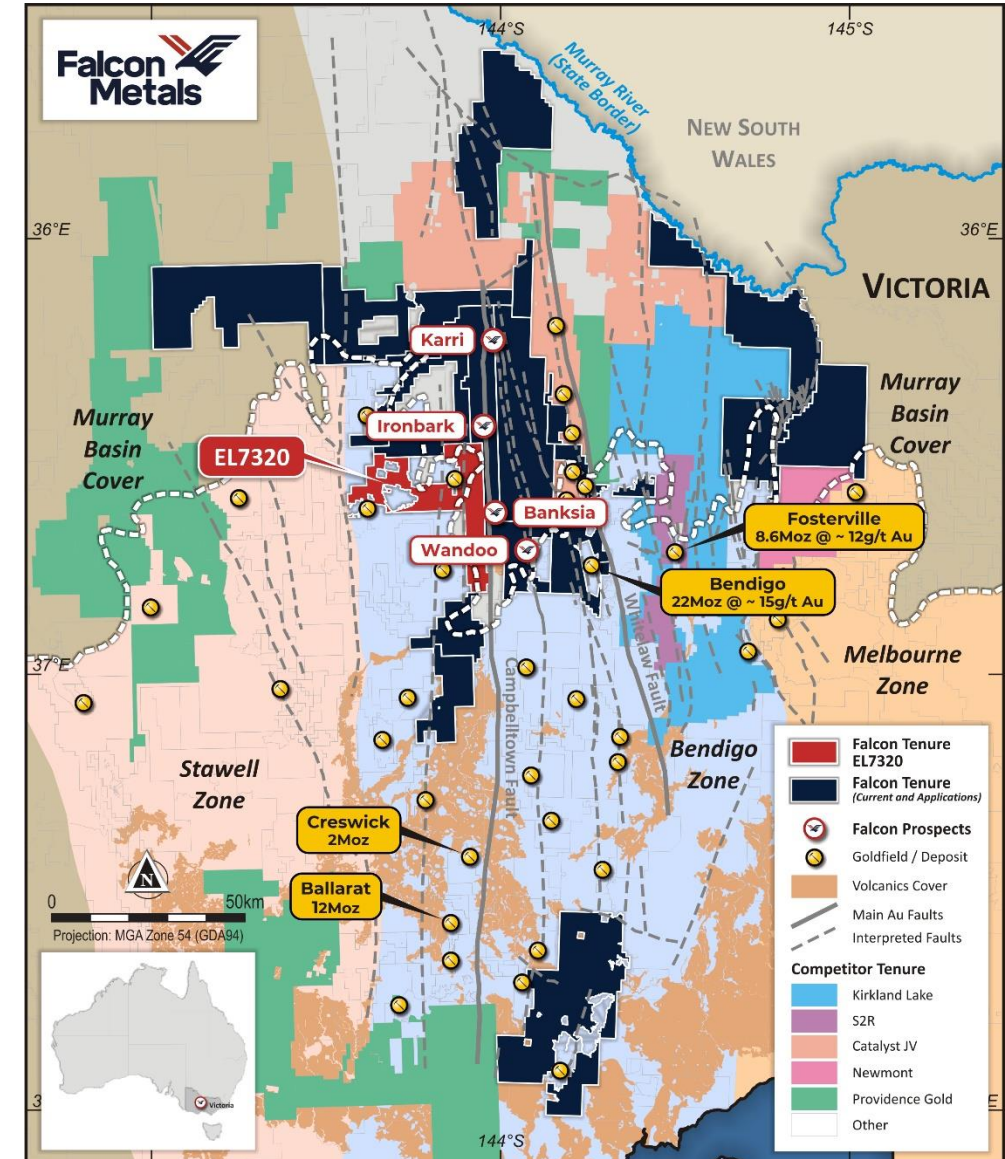 Falcon
Metals
144°S
145°S
Murray River
(State Border)
NEW SOUTH
WALES
36°E
36°E
VICTORIA
Karri
Murray
Basin
Cover
Murray
Basin
Cover
Ironbark
EL7320
Banksia
Fosterville
8.6Moz @ ~ 12g/t Au
Wandoo
Bendigo
22Moz @ ~ 15g/t Au
Whitelaw Fault
37°E
Melbourne
Zone
Campbelltown Fault
Stawell
Zone
Bendigo
Zone
Creswick
2Moz
Ballarat
12Moz
N
0
50km
Projection: MGA Zone 54 (GDA94)
Victoria
144°S
Falcon Tenure
EL7320
Falcon Tenure
(Current and Applications)
Falcon Prospects
Goldfield / Deposit
Volcanics Cover
Main Au Faults
Interpreted Faults
Competitor Tenure
Kirkland Lake
S2R
Catalyst JV
Newmont
Providence Gold
Other